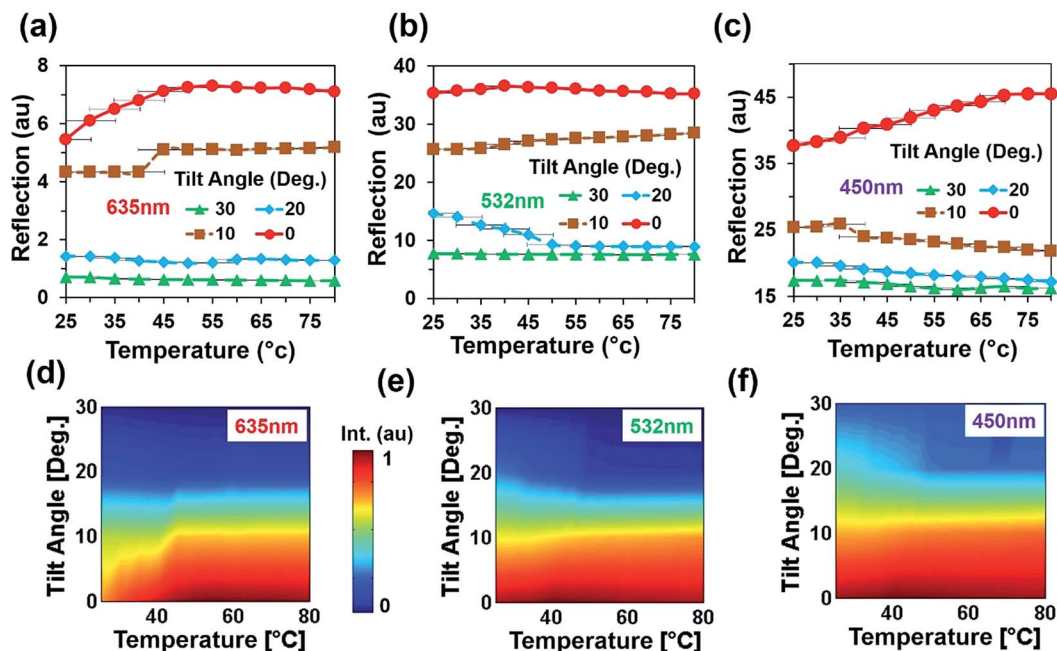 (a)
8
6
4
2
0
Reflection (au)
25 35 45 55 65 75
Temperature (°c)
Tilt Angle (Deg.)
635nm
30 20
10 0
(b)
40
30
20
10
0
Reflection (au)
25 35 45 55 65 75
Temperature (°c)
Tilt Angle (Deg.)
532nm
30 20
10 0
(c)
45
35
25
15
Reflection (au)
25 35 45 55 65 75
Temperature (°c)
Tilt Angle (Deg.)
450nm
30 20
10 0
(d)
30
20
10
0
Tilt Angle [Deg.]
635nm
40 60 80
Temperature [°C]
Int. (au)
1
0
(e)
30
20
10
0
Tilt Angle [Deg.]
532nm
40 60 80
Temperature [°C]
(f)
30
20
10
0
Tilt Angle [Deg.]
450nm
40 60 80
Temperature [°C]